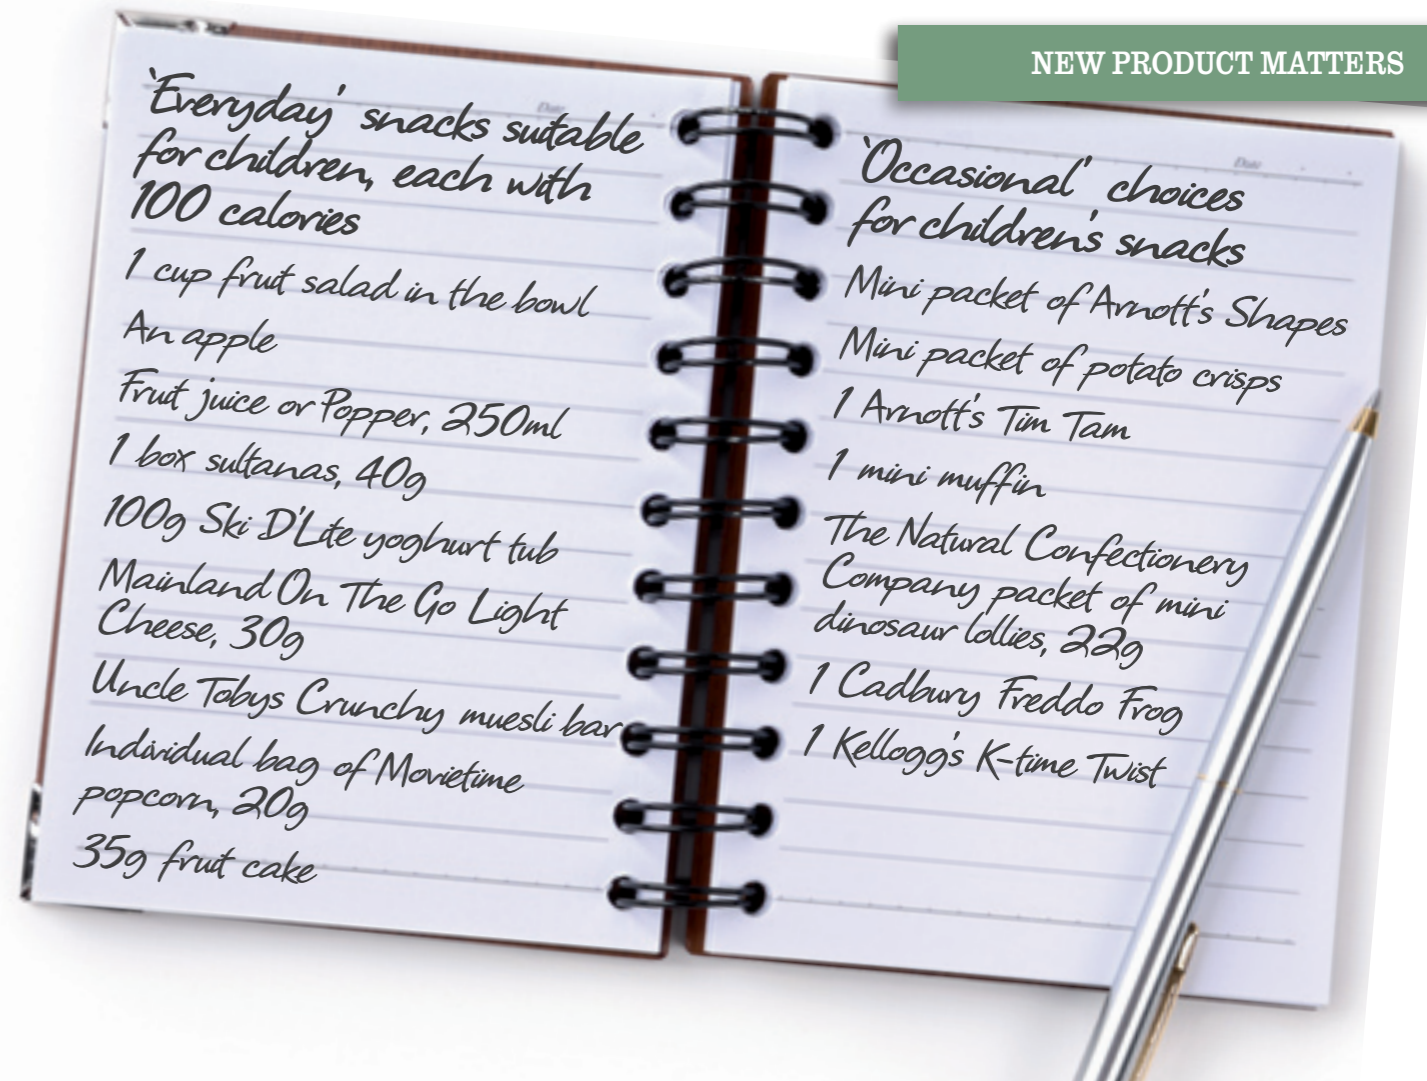 NEW PRODUCT MATTERS
'Everyday' snacks suitable
for children, each with
100 calories
1 cup fruit salad in the bowl
An apple
Fruit juice or Popper, 250ml
1 box sultanas, 40g
100g Ski D'Lite yoghurt tub
Mainland On The Go Light
Cheese, 30g
Uncle Tobys Crunchy muesli bar
Individual bag of Movietime
popcorn, 20g
35g fruit cake
Date
'Occasional' choices
for children's snacks
Mini packet of Arnott's Shapes
Mini packet of potato crisps
1 Arnott's Tim Tam
1 mini muffin
The Natural Confectionery
Company packet of mini
dinosaur lollies, 22g
1 Cadbury Freddo Frog
1 Kellogg's K-time Twist
Date